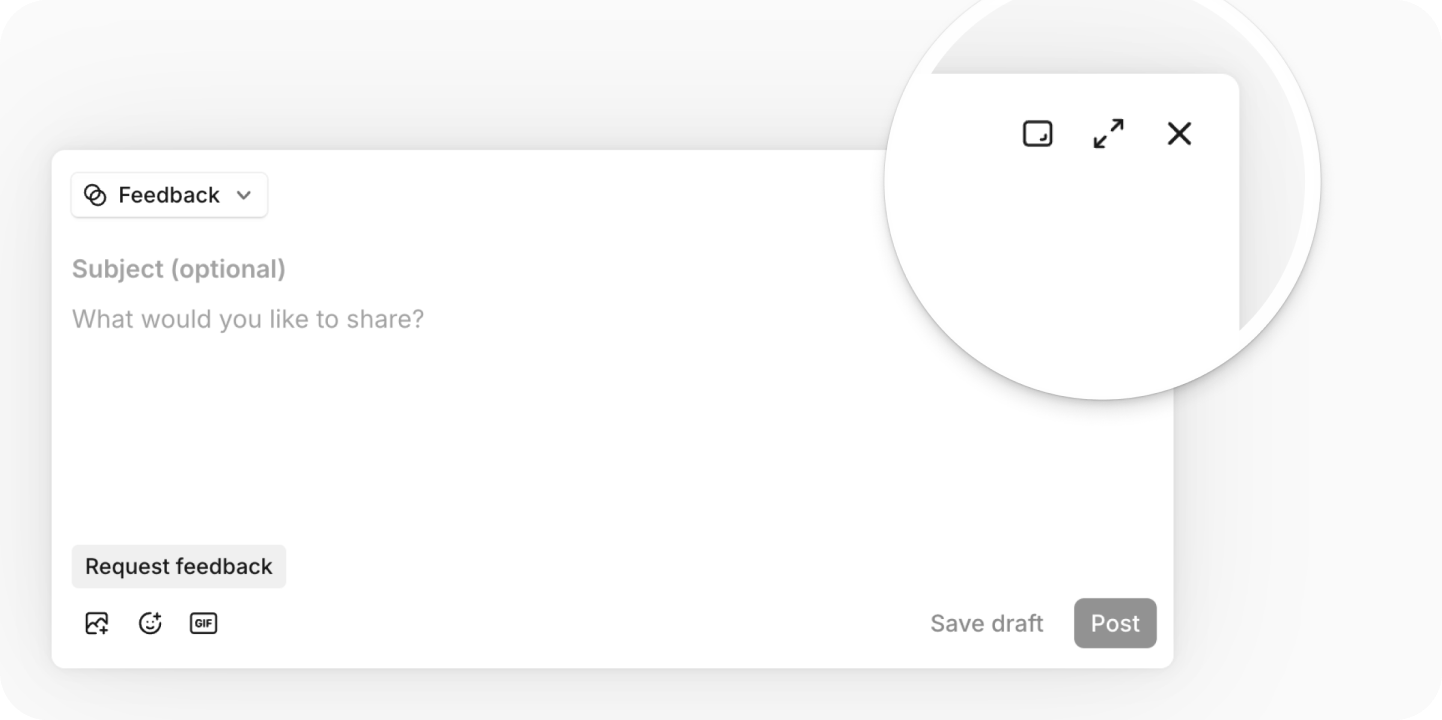 Feedback
Subject (optional)
What would you like to share?
Request feedback
GIF
Save draft
Post